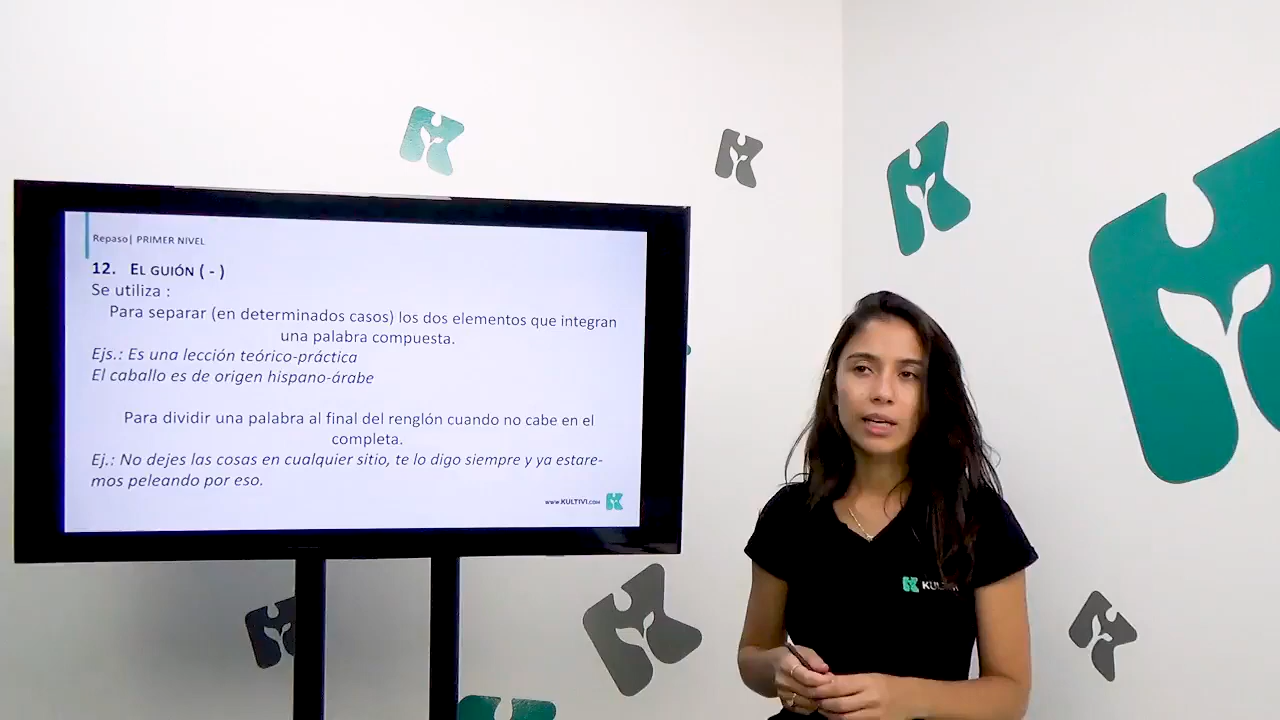 Repaso| PRIMER NIVEL
12. EL GUIÓN ( - )
Se utiliza :
Para separar (en determinados casos) los dos elementos que integran
una palabra compuesta.
Ejs.: Es una lección teórico-práctica
El caballo es de origen hispano-árabe
Para dividir una palabra al final del renglón cuando no cabe en el
completa.
Ej.: No dejes las cosas en cualquier sitio, te lo digo siempre y ya estare-
mos peleando por eso.
www.KULTIVI.com